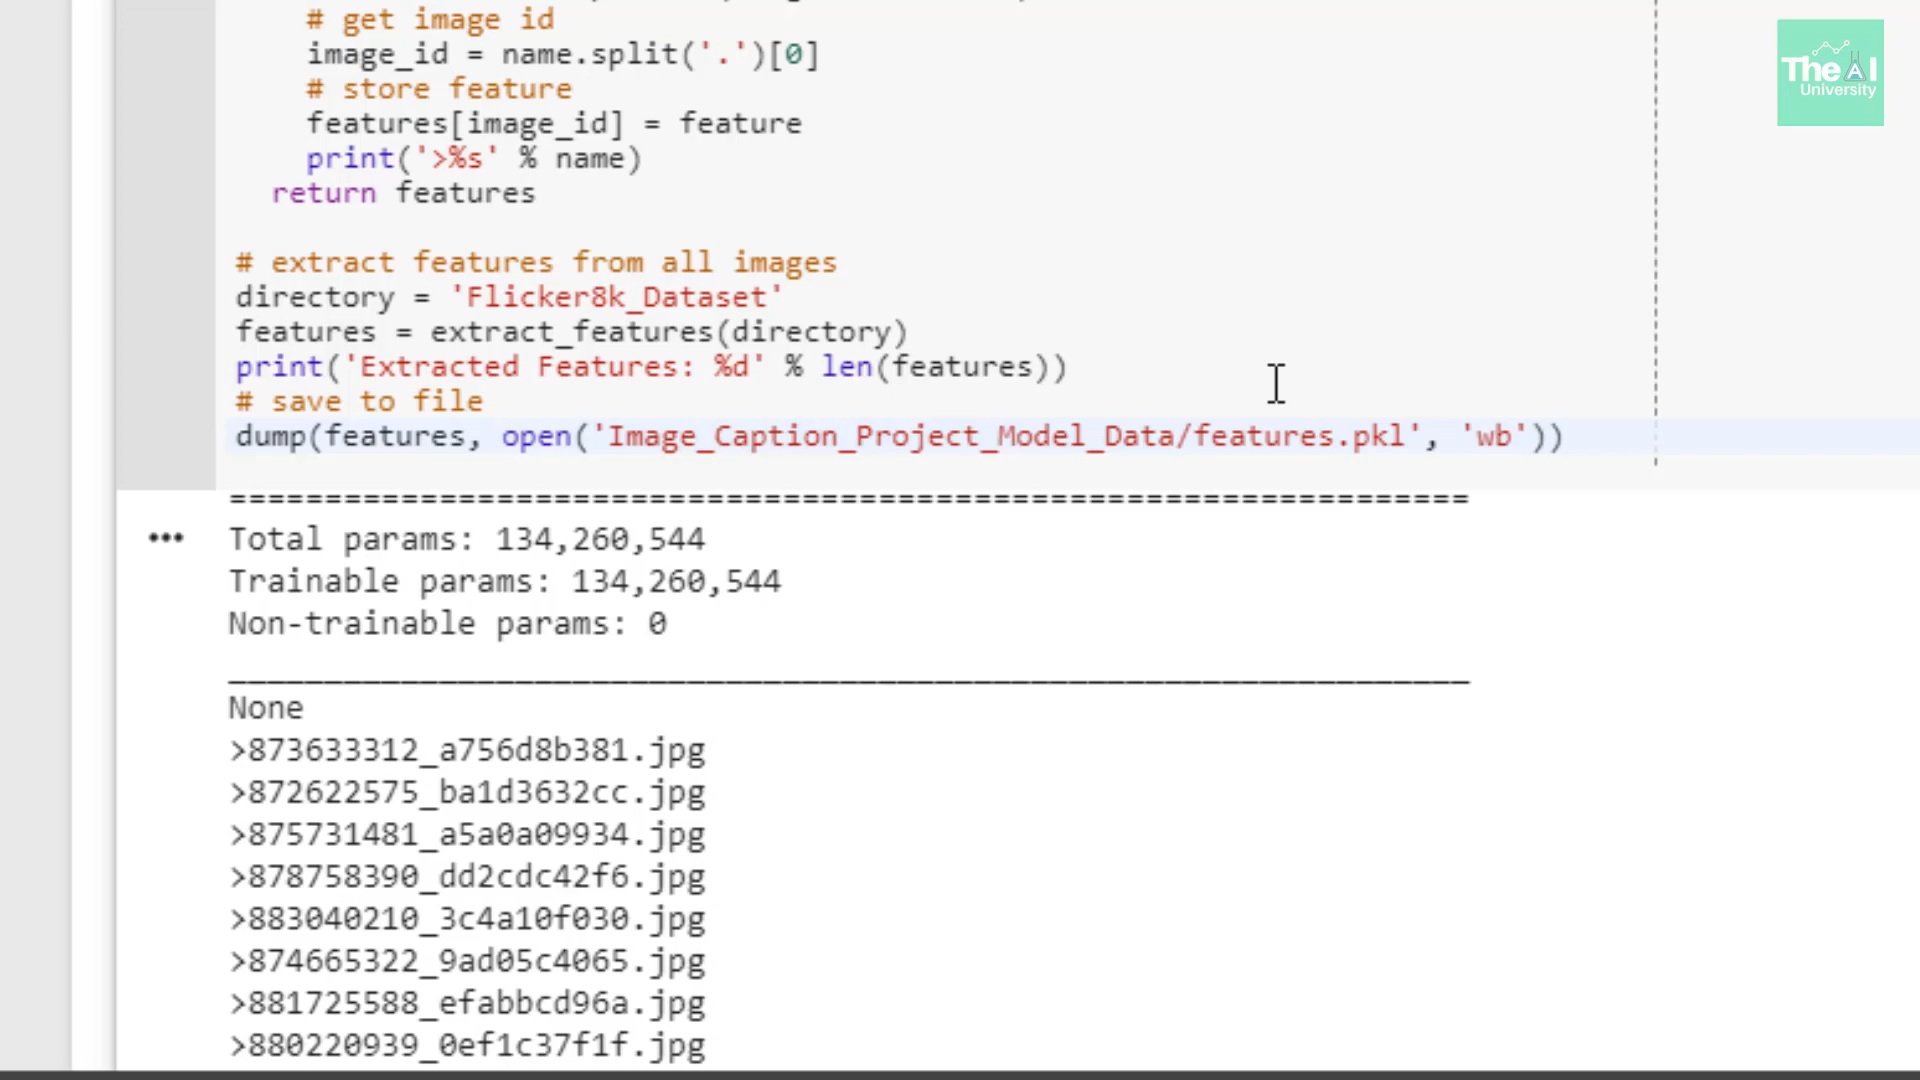 # get image id
image_id = name.split('.')[0]
# store feature
features[image_id] = feature
print('>%s' % name)
return features
# extract features from all images
directory = 'Flicker8k_Dataset'
features = extract_features(directory)
print('Extracted Features: %d' % len(features))
# save to file
dump(features, open('Image_Caption_Project_Model_Data/features.pkl', 'wb'))
=================================================================
Total params: 134,260,544
Trainable params: 134,260,544
Non-trainable params: 0
_________________________________________________________________
None
>873633312_a756d8b381.jpg
>872622575_ba1d3632cc.jpg
>875731481_a5a0a09934.jpg
>878758390_dd2cdc42f6.jpg
>883040210_3c4a10f030.jpg
>874665322_9ad05c4065.jpg
>881725588_efabbcd96a.jpg
>880220939_0ef1c37f1f.jpg
The AI
University